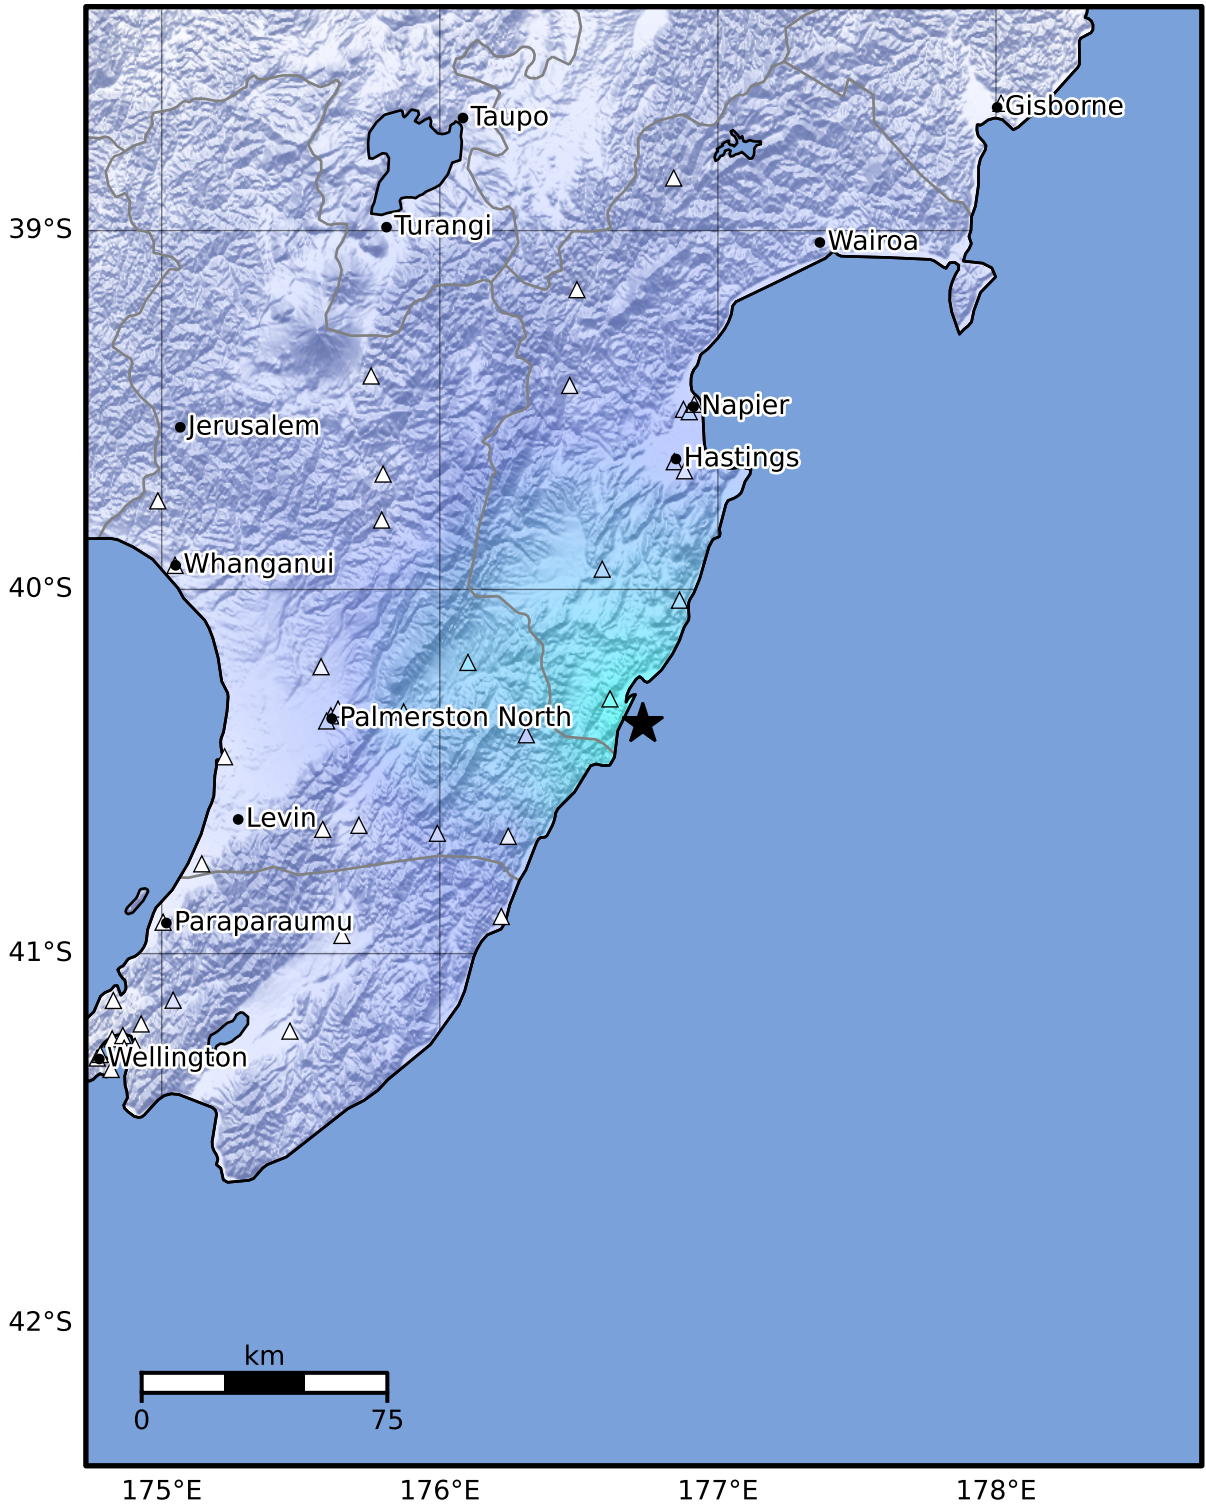 Gisborne
Taupo
Turangi
39°S
Wairoa
Napier
Jerusalem
Hastings
Whanganui
40°S
Palmerston North
Levin
Paraparaumu
41°S
Wellington
42°S
km
0
75
175°E
176°E
177°E
178°E